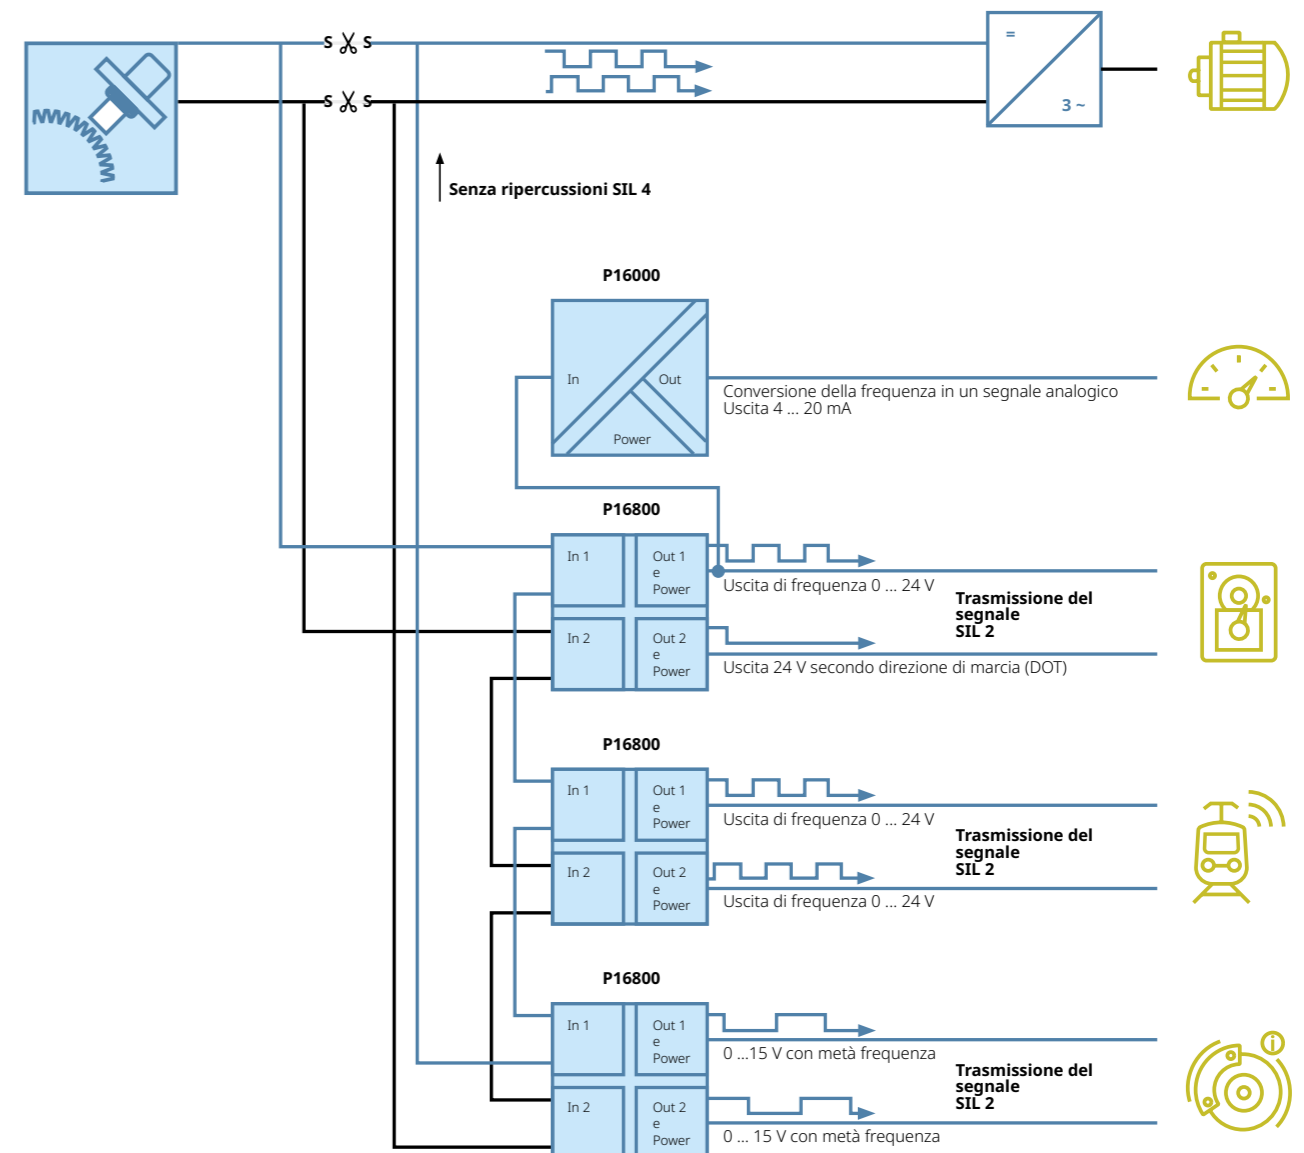 S S
=
3 ~
S S
Senza ripercussioni SIL 4
P16000
In
Out
Power
Conversione della frequenza in un segnale analogico
Uscita 4 ... 20 mA
P16800
In 1
Out 1
e
Power
Uscita di frequenza 0 ... 24 V
Trasmissione del
segnale
SIL 2
In 2
Out 2
e
Power
Uscita 24 V secondo direzione di marcia (DOT)
P16800
In 1
Out 1
e
Power
Uscita di frequenza 0 ... 24 V
Trasmissione del
segnale
SIL 2
In 2
Out 2
e
Power
Uscita di frequenza 0 ... 24 V
P16800
In 1
Out 1
e
Power
0 ...15 V con metà frequenza
Trasmissione del
segnale
SIL 2
In 2
Out 2
e
Power
0 ... 15 V con metà frequenza
i